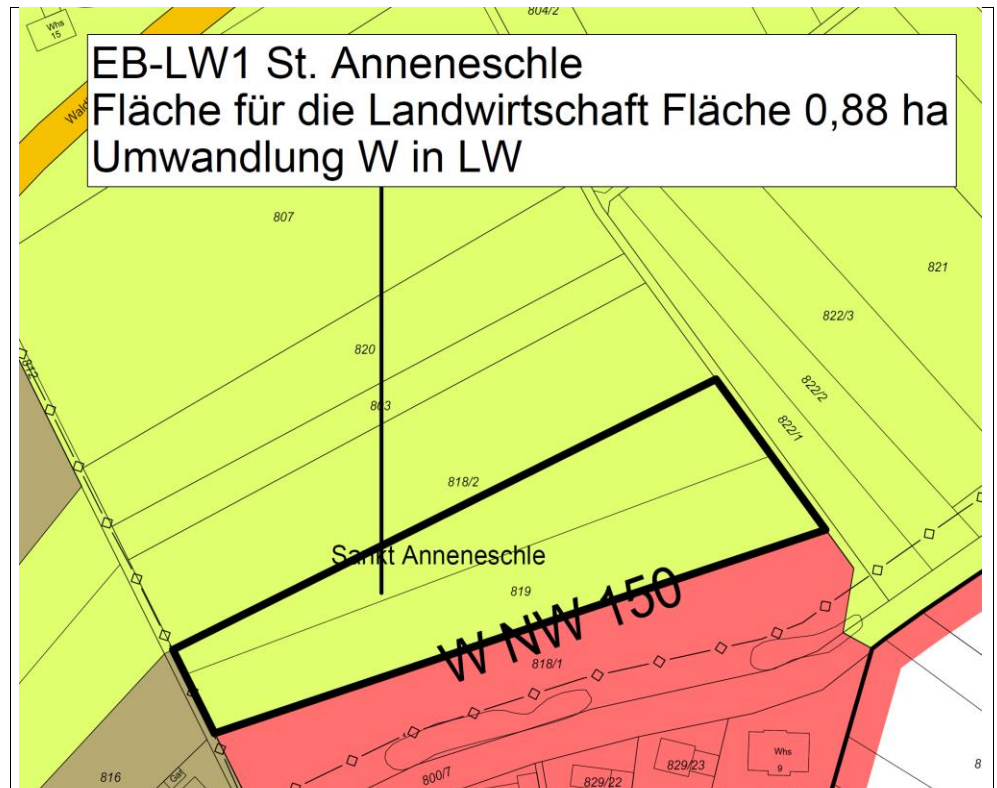 804/2
Whs
15
EB-LW1 St. Anneneschle
Fläche für die Landwirtschaft Fläche 0,88 ha
Umwandlung W in LW
807
821
822/3
820
812
822/2
803
822/1
818/2
Sankt Anneneschle
819
W NW 150
818/1
Whs
9
829/23
816
Gar
800/7
829/22
8